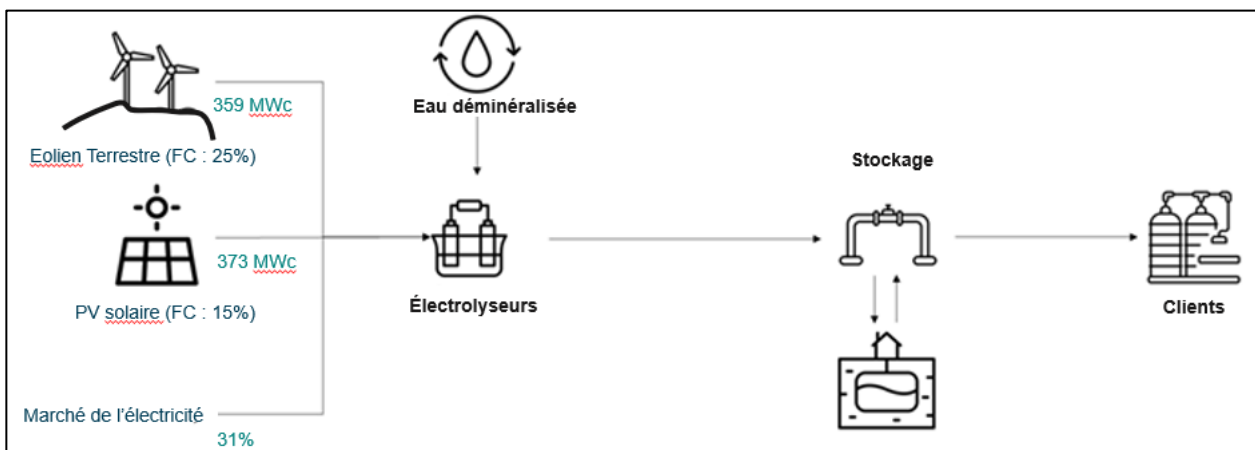 359 MWc
Eau déminéralisée
Eolien Terrestre (FC : 25%)
Stockage
373 MWc
PV solaire (FC : 15%)
Électrolyseurs
Clients
Marché de l'électricité
31%